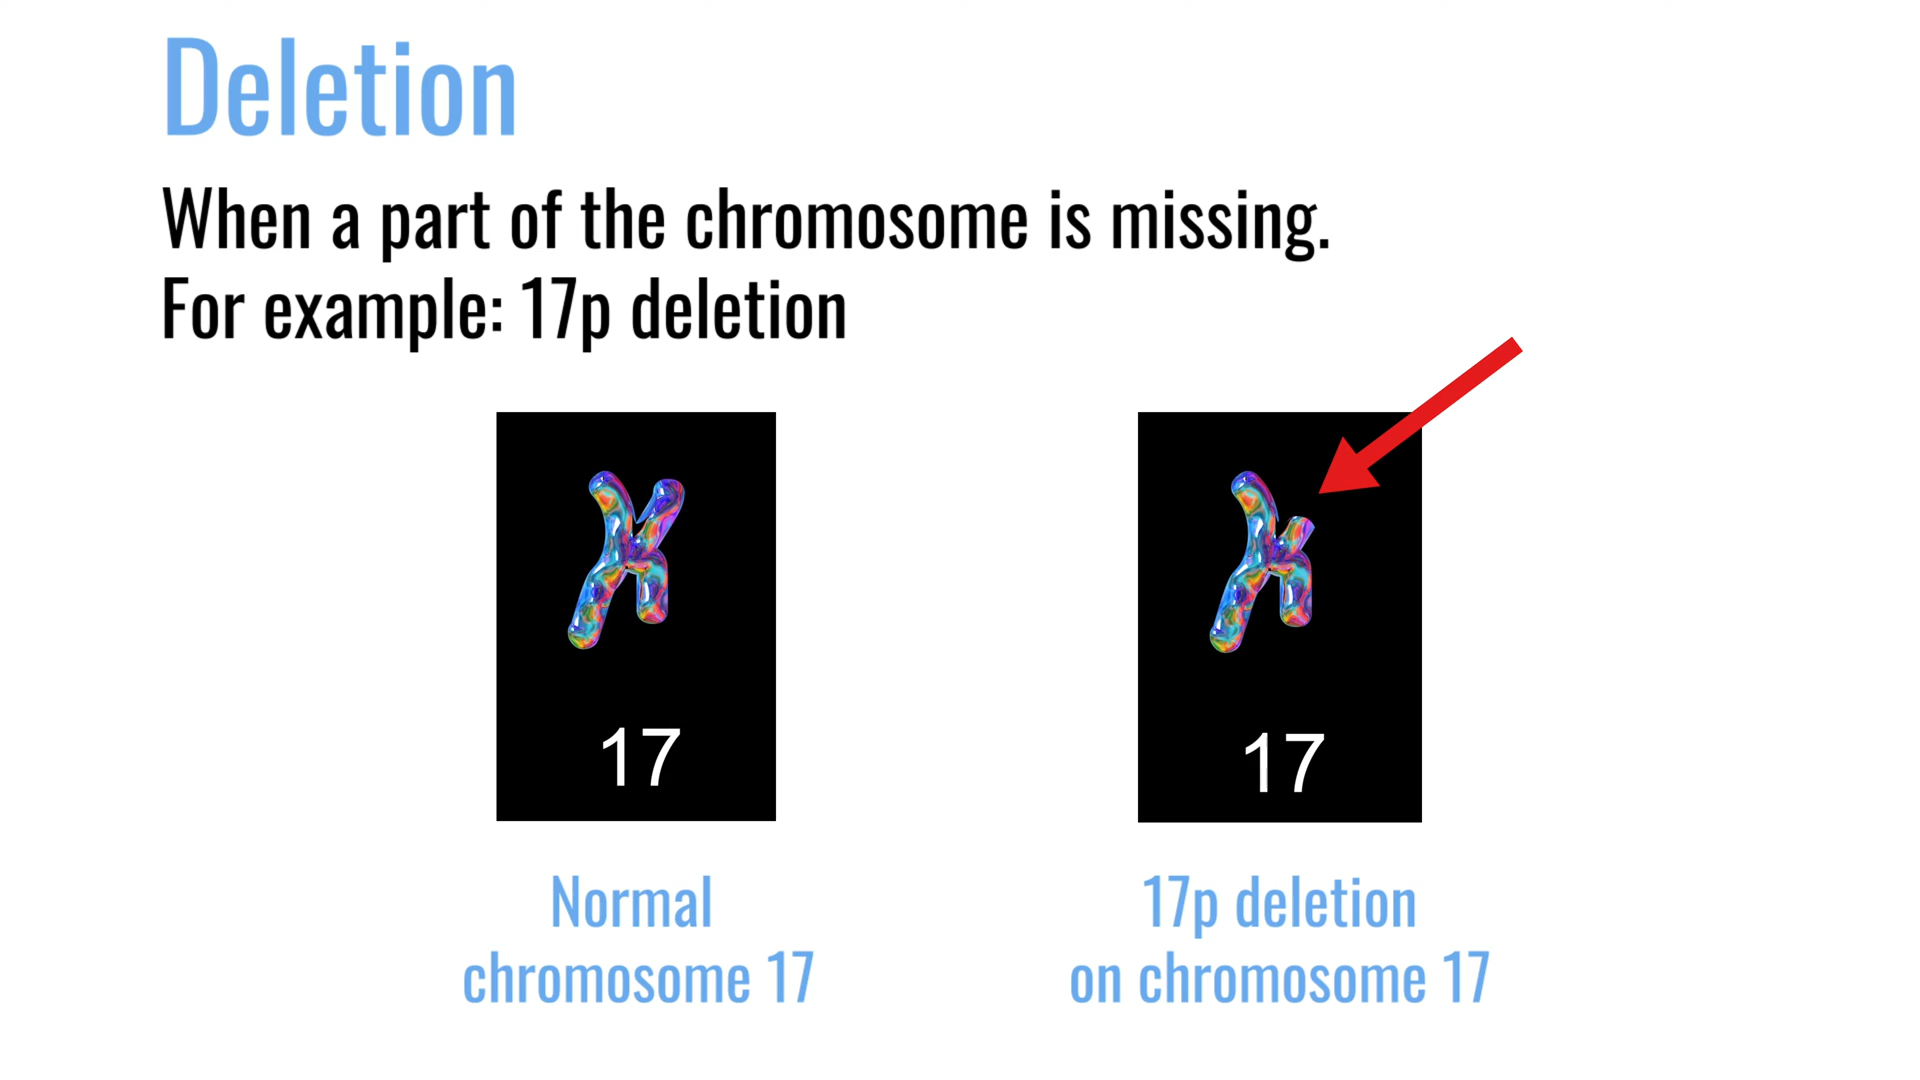 Deletion
When a part of the chromosome is missing.
For example: 17p deletion
17
17
Normal
chromosome 17
17p deletion
on chromosome 17